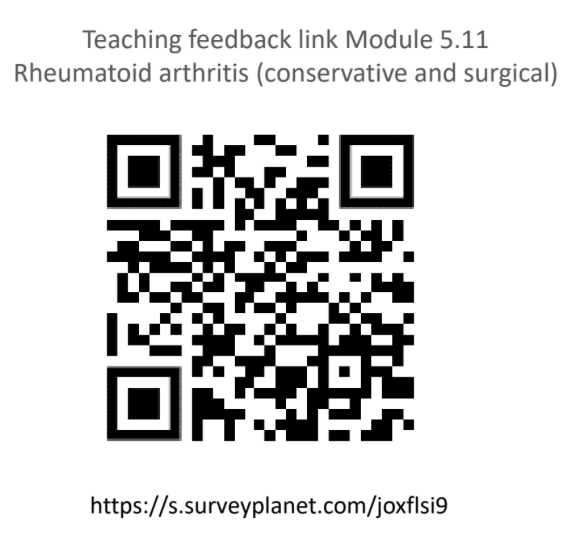 Teaching feedback link Module 5.11
Rheumatoid arthritis (conservative and surgical)
https://s.surveyplanet.com/joxflsi9